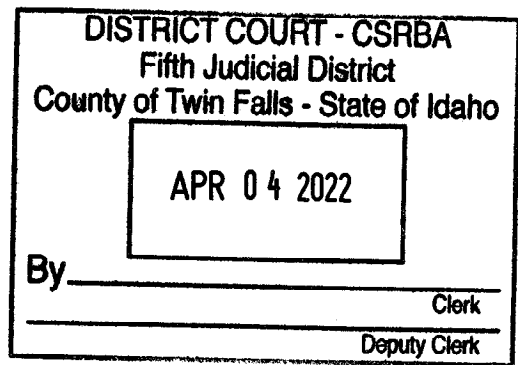 DISTRICT COURT - CSRBA
Fifth Judicial District
County of Twin Falls - State of Idaho
APR 04 2022
By
Clerk
Deputy Clerk